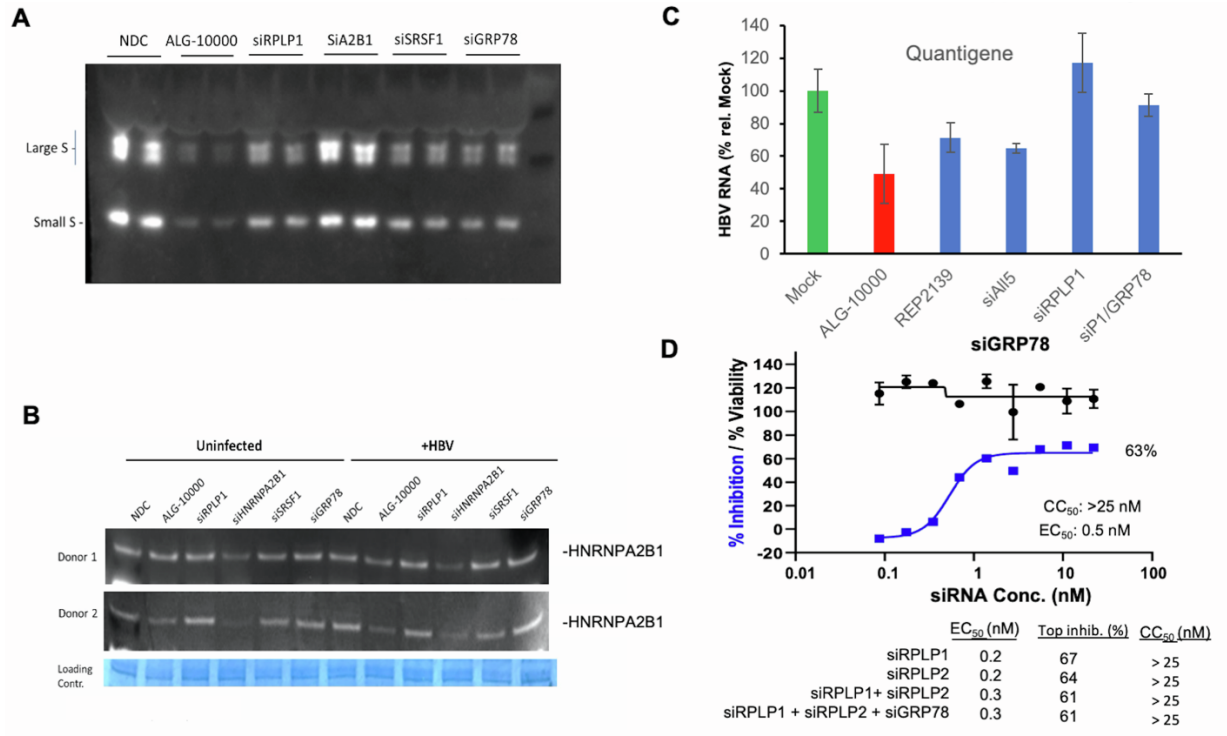 A
NDC ALG-10000 siRPLP1 SiA2B1 siSRSF1 siGRP78
Large S -
Small S -
B
Uninfected +HBV
NDC ALG-10000 siRPLP1 siHNRNPA2B1 siSRSF1 siGRP78 NDC ALG-10000 siRPLP1 siHNRNPA2B1 siSRSF1 siGRP78
Donor 1 -HNRNPA2B1
Donor 2 -HNRNPA2B1
Loading
Contr.
C
Quantigene
HBV RNA (% rel. Mock)
140
120
100
80
60
40
20
0
Mock ALG-10000 REP2139 siAll5 siRPLP1 siP1/GRP78
D
siGRP78
% Inhibition / % Viability
140
120
100
80
60
40
20
0
-20
63%
CC50: >25 nM
EC50: 0.5 nM
0.01 0.1 1 10 100
siRNA Conc. (nM)
EC50 (nM) Top inhib. (%) CC50 (nM)
siRPLP1 0.2 67 > 25
siRPLP2 0.2 64 > 25
siRPLP1+ siRPLP2 0.3 61 > 25
siRPLP1 + siRPLP2 + siGRP78 0.3 61 > 25